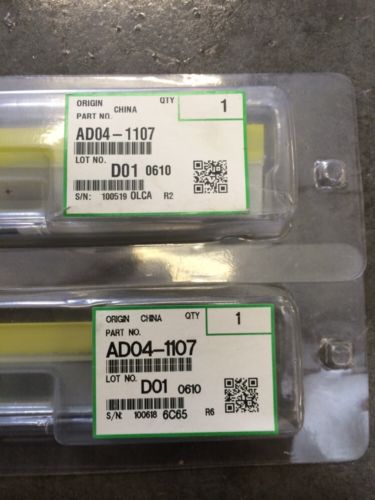 ORIGIN CHINA QTY 1
PART NO.
AD04-1107
LOT NO.
D01 0610
S/N: 100519 OLCA R2
ORIGIN CHINA QTY 1
PART NO.
AD04-1107
LOT NO.
D01 0610
S/N: 100618 6C65 R6